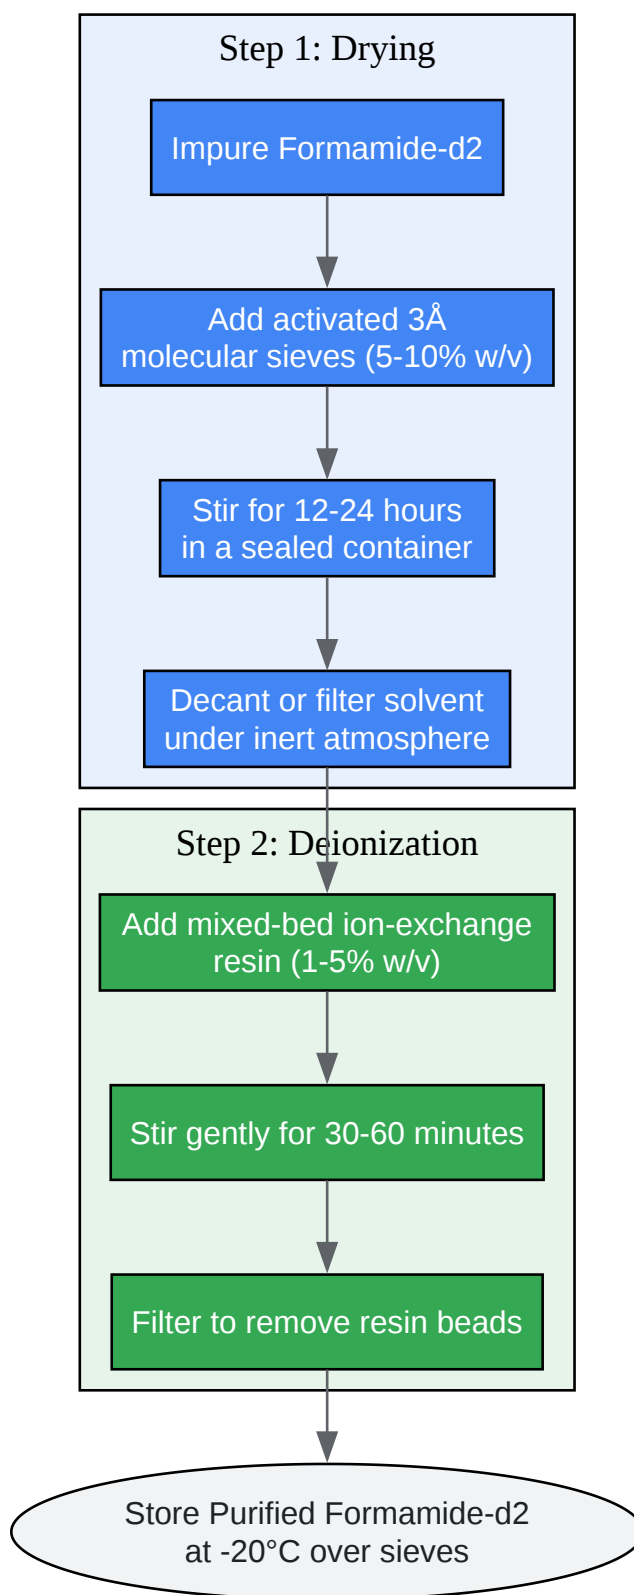 Step 1: Drying
Impure Formamide-d2
Add activated 3Å
molecular sieves (5-10% w/v)
Stir for 12-24 hours
in a sealed container
Decant or filter solvent
under inert atmosphere
Step 2: Deionization
Add mixed-bed ion-exchange
resin (1-5% w/v)
Stir gently for 30-60 minutes
Filter to remove resin beads
Store Purified Formamide-d2
at -20°C over sieves